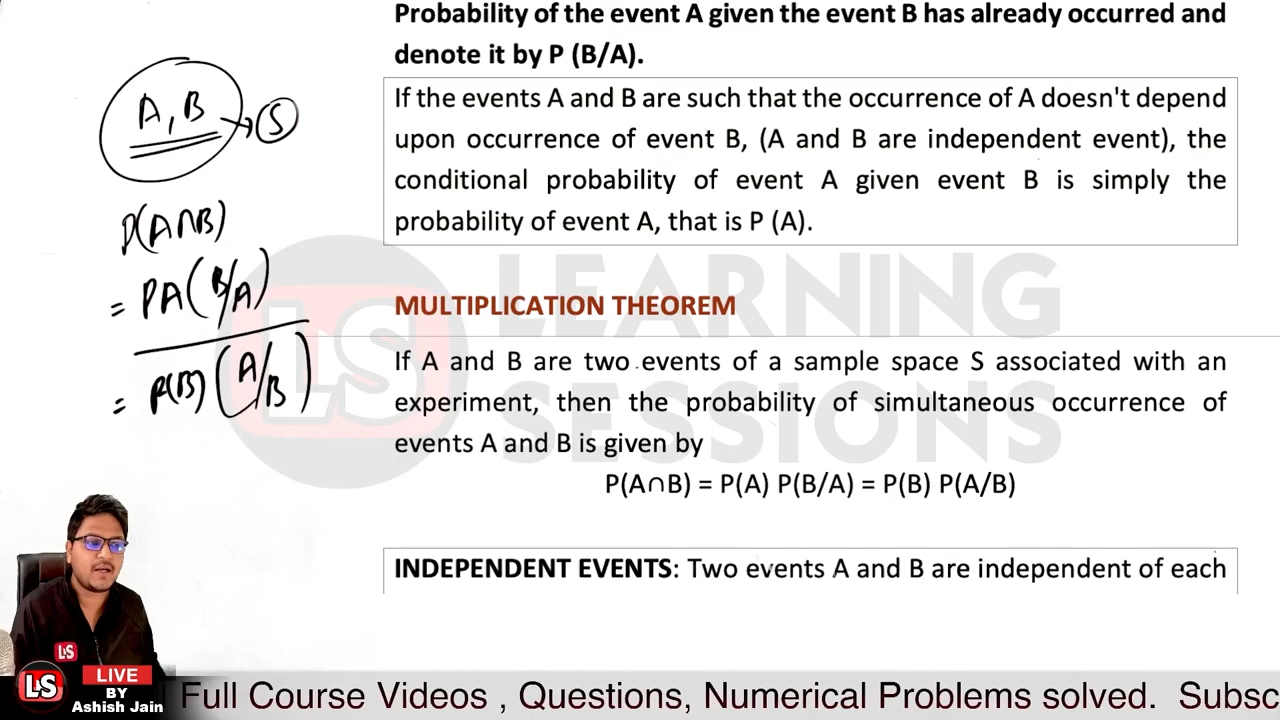 Probability of the event A given the event B has already occurred and
denote it by P (B/A).
If the events A and B are such that the occurrence of A doesn't depend
upon occurrence of event B, (A and B are independent event), the
conditional probability of event A given event B is simply the
probability of event A, that is P (A).
MULTIPLICATION THEOREM
If A and B are two events of a sample space S associated with an
experiment, then the probability of simultaneous occurrence of
events A and B is given by
P(A∩B) = P(A) P(B/A) = P(B) P(A/B)
INDEPENDENT EVENTS: Two events A and B are independent of each
A, B → S
P(A∩B)
= PA(B/A)
= P(B) (A/B)
LS LEARNING
SESSIONS
LS
LS LIVE
BY
Ashish Jain
Full Course Videos , Questions, Numerical Problems solved. Subsc